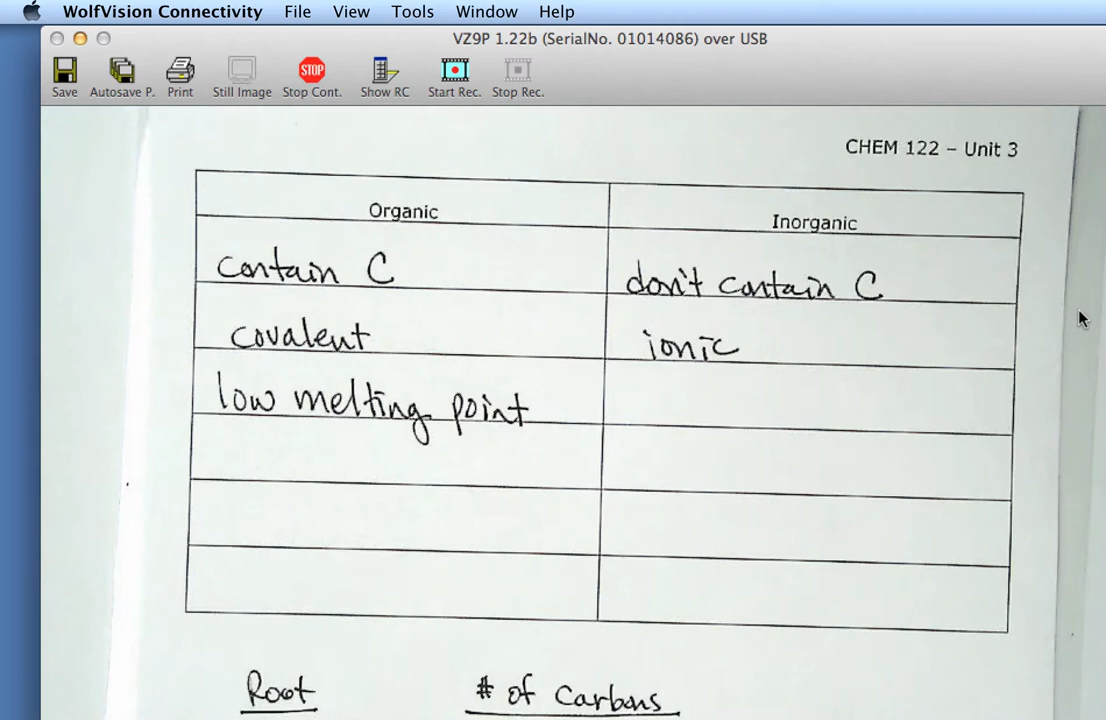 WolfVision Connectivity File View Tools Window Help
VZ9P 1.22b (SerialNo. 01014086) over USB
Save Autosave P. Print Still Image Stop Cont. Show RC Start Rec. Stop Rec.
STOP
CHEM 122 – Unit 3
Organic Inorganic
contain C don't contain C
covalent ionic
low melting point
Root # of Carbons